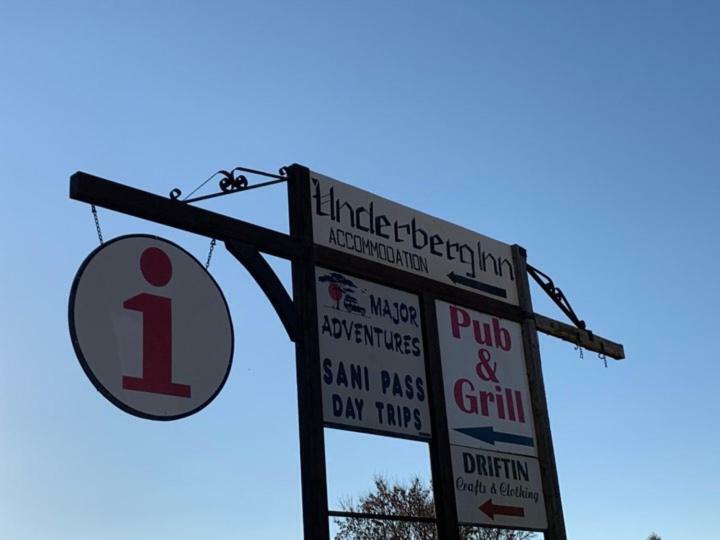 i
Underberg Inn
ACCOMMODATION
MAJOR
ADVENTURES
SANI PASS
DAY TRIPS
Pub
&
Grill
DRIFTIN
Crafts & Clothing